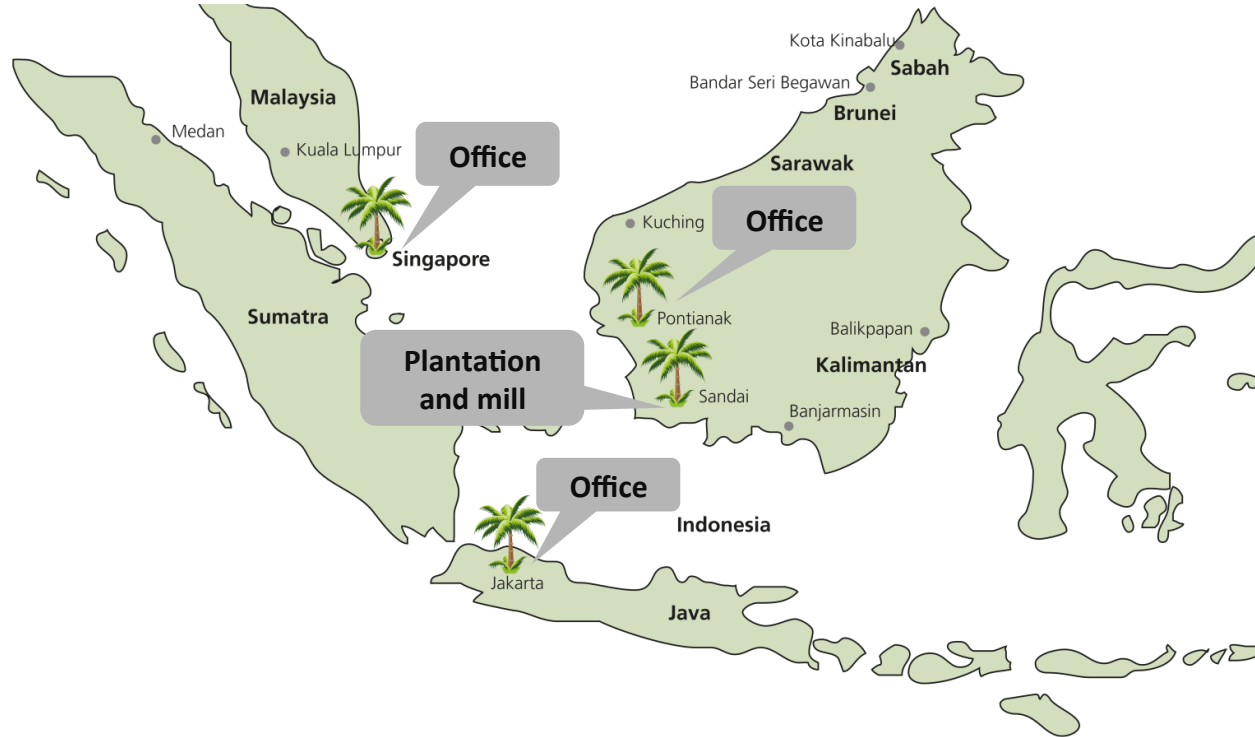 Kota Kinabalu
Sabah
Bandar Seri Begawan
Brunei
Malaysia
Medan
Kuala Lumpur
Office
Sarawak
Kuching
Office
Singapore
Sumatra
Pontianak
Balikpapan
Plantation
and mill
Kalimantan
Sandai
Banjarmasin
Office
Indonesia
Jakarta
Java